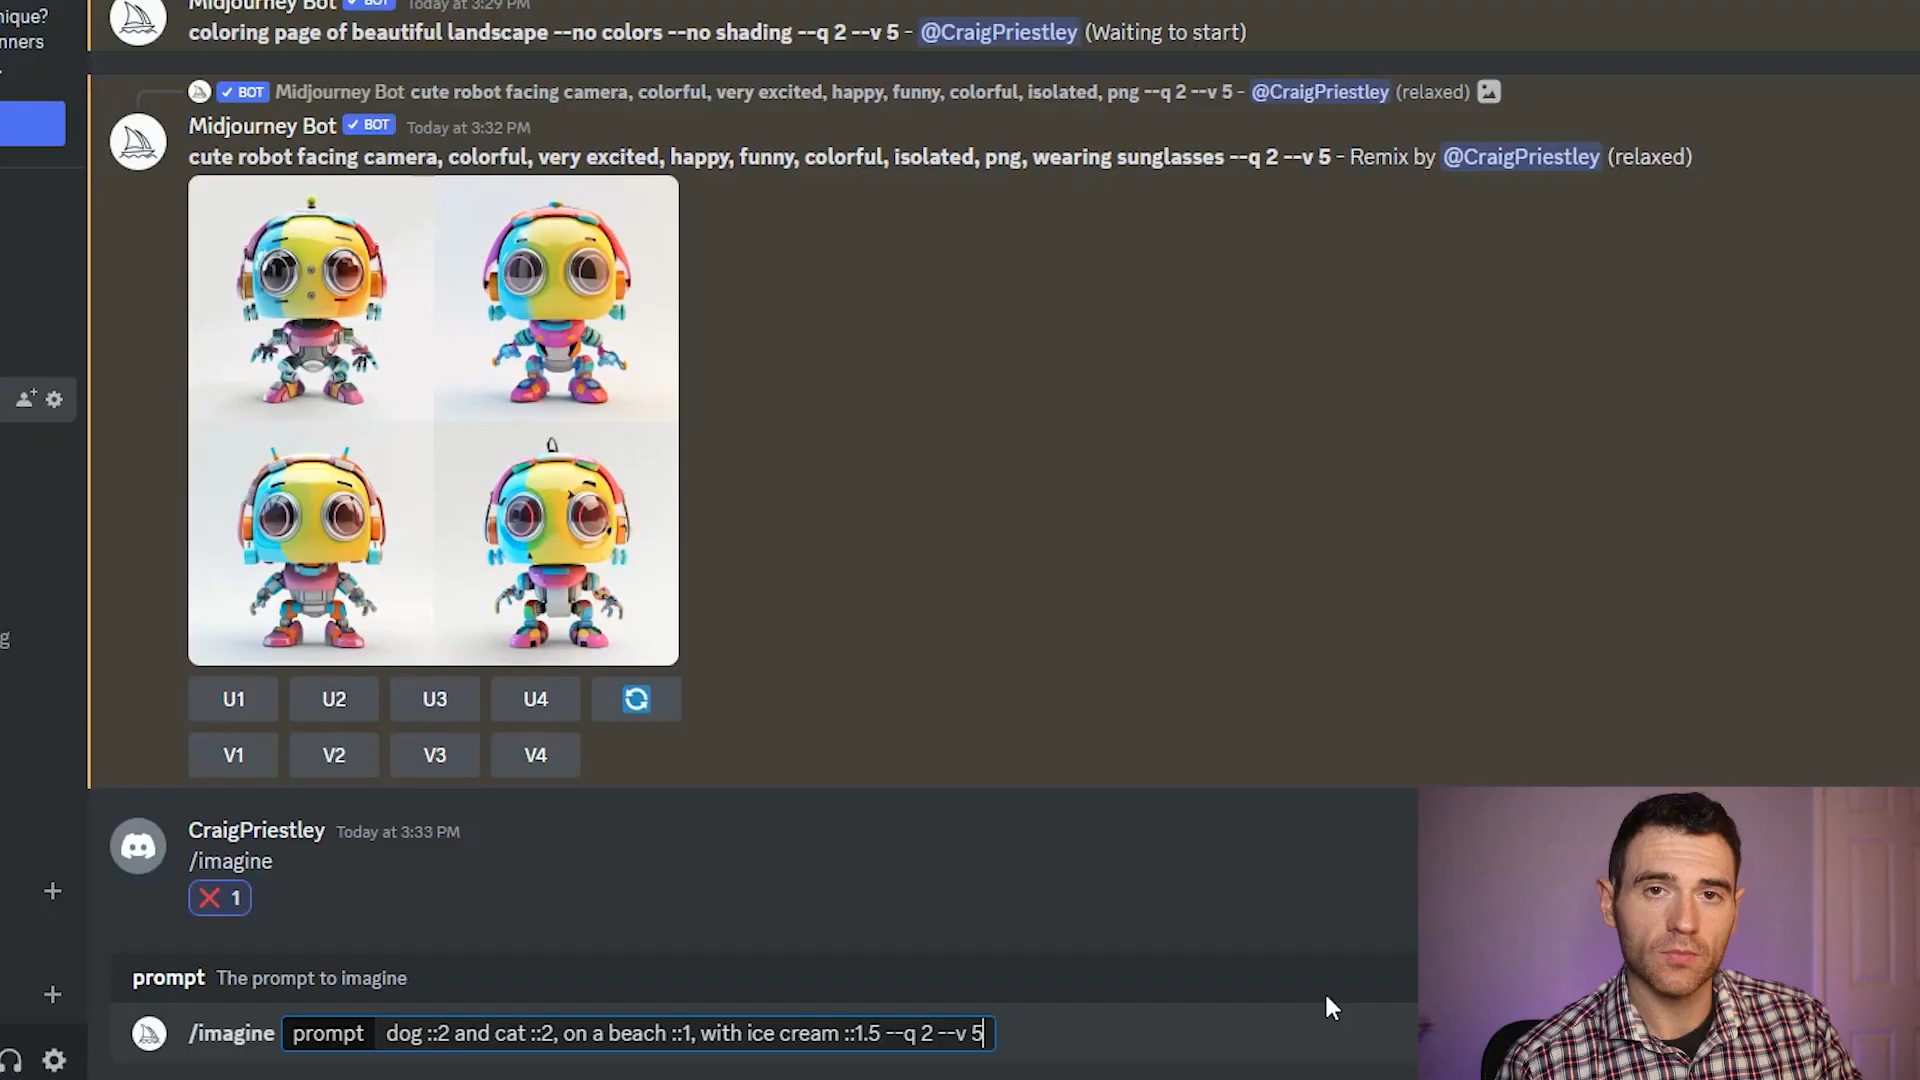 nique?
nners
Midjourney Bot ✓ BOT Today at 3:29 PM
coloring page of beautiful landscape --no colors --no shading --q 2 --v 5 - @CraigPriestley (Waiting to start)
✓ BOT Midjourney Bot cute robot facing camera, colorful, very excited, happy, funny, colorful, isolated, png --q 2 --v 5 - @CraigPriestley (relaxed)
Midjourney Bot ✓ BOT Today at 3:32 PM
cute robot facing camera, colorful, very excited, happy, funny, colorful, isolated, png, wearing sunglasses --q 2 --v 5 - Remix by @CraigPriestley (relaxed)
g
U1 U2 U3 U4
V1 V2 V3 V4
CraigPriestley Today at 3:33 PM
/imagine
1
prompt The prompt to imagine
/imagine prompt dog ::2 and cat ::2, on a beach ::1, with ice cream ::1.5 --q 2 --v 5